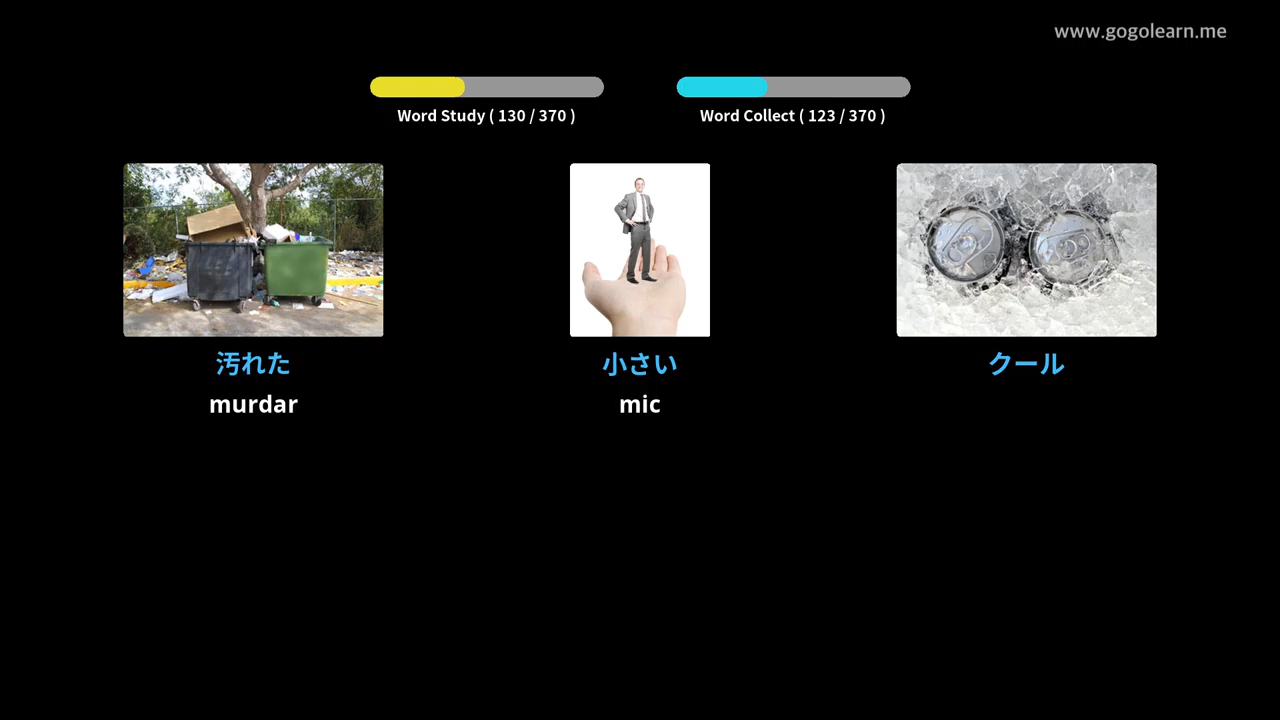 www.gogolearn.me
Word Study ( 130 / 370 )
Word Collect ( 123 / 370 )
汚れた
小さい
クール
murdar
mic